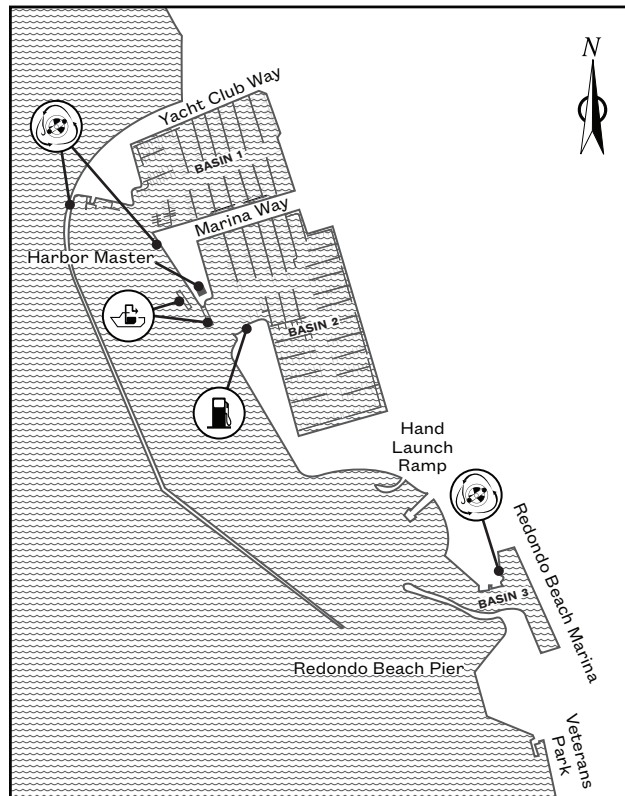 N
Yacht Club Way
BASIN 1
Marina Way
Harbor Master
BASIN 2
Hand
Launch
Ramp
Redondo Beach Marina
BASIN 3
Redondo Beach Pier
Veterans
Park